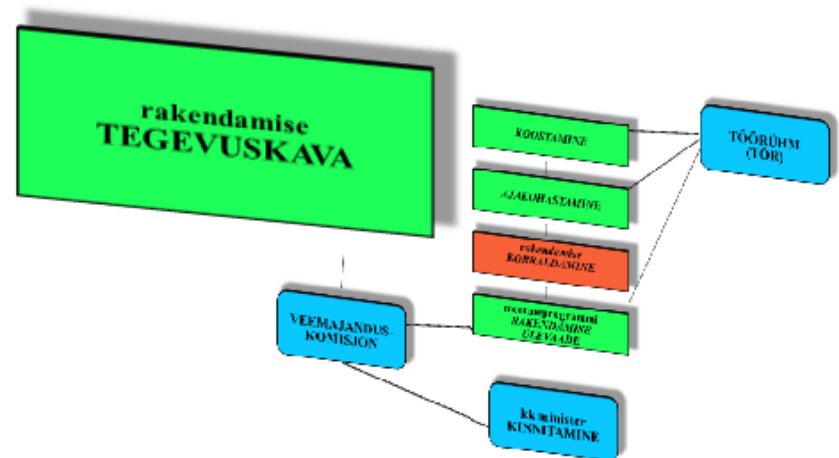 rakendamise
TEGEVUSKAVA
KOOSTAMINE
AJAKOHASTAMINE
rakendamise
KORRALDAMINE
meetmeprogrammi
RAKENDAMISE
ÜLEVAADE
TÖÖRÜHM
(TÖR)
VEEMAJANDUS-
KOMISJON
kk minister
KINNITAMINE